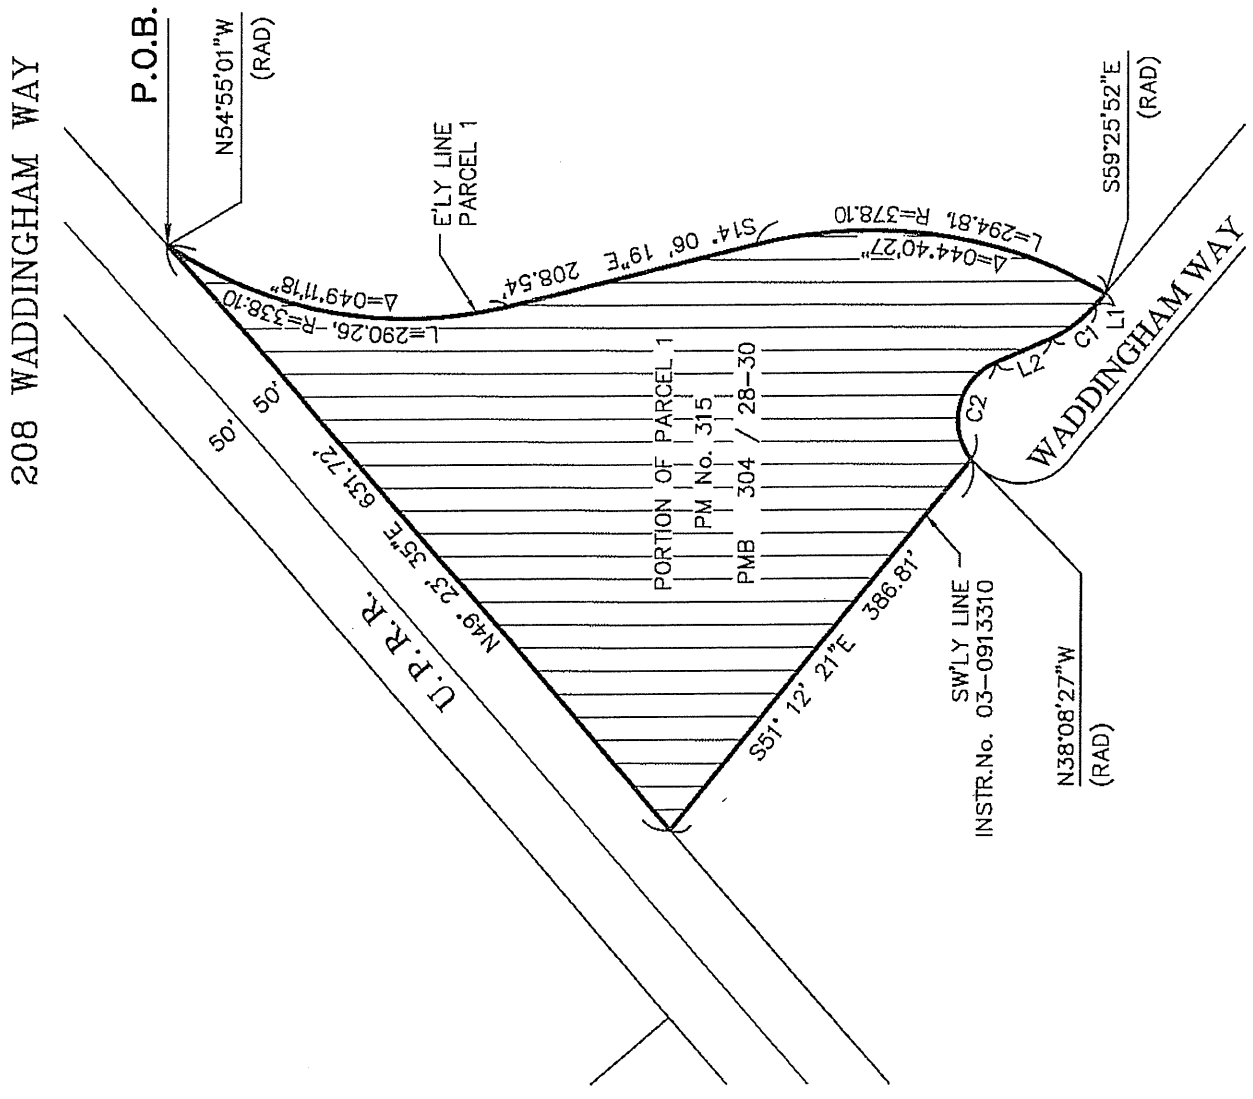 208 WADDINGHAM WAY
P.O.B.
N54°55'01"W
(RAD)
E'LY LINE
PARCEL 1
Δ=049°11'18"
L=290.26, R=338.10
208.54'
S14° 06' 19"E
L=294.81, R=378.10
Δ=044°40'27"
S59°25'52"E
(RAD)
50'
50'
N49° 23' 35"E 631.72'
U.P.R.R.
PORTION OF PARCEL 1
PM No. 315
PMB 304 / 28-30
L1
C1
L2
C2
WADDINGHAM WAY
S51° 12' 21"E 386.81'
SW'LY LINE
INSTR.No. 03-0913310
N38°08'27"W
(RAD)